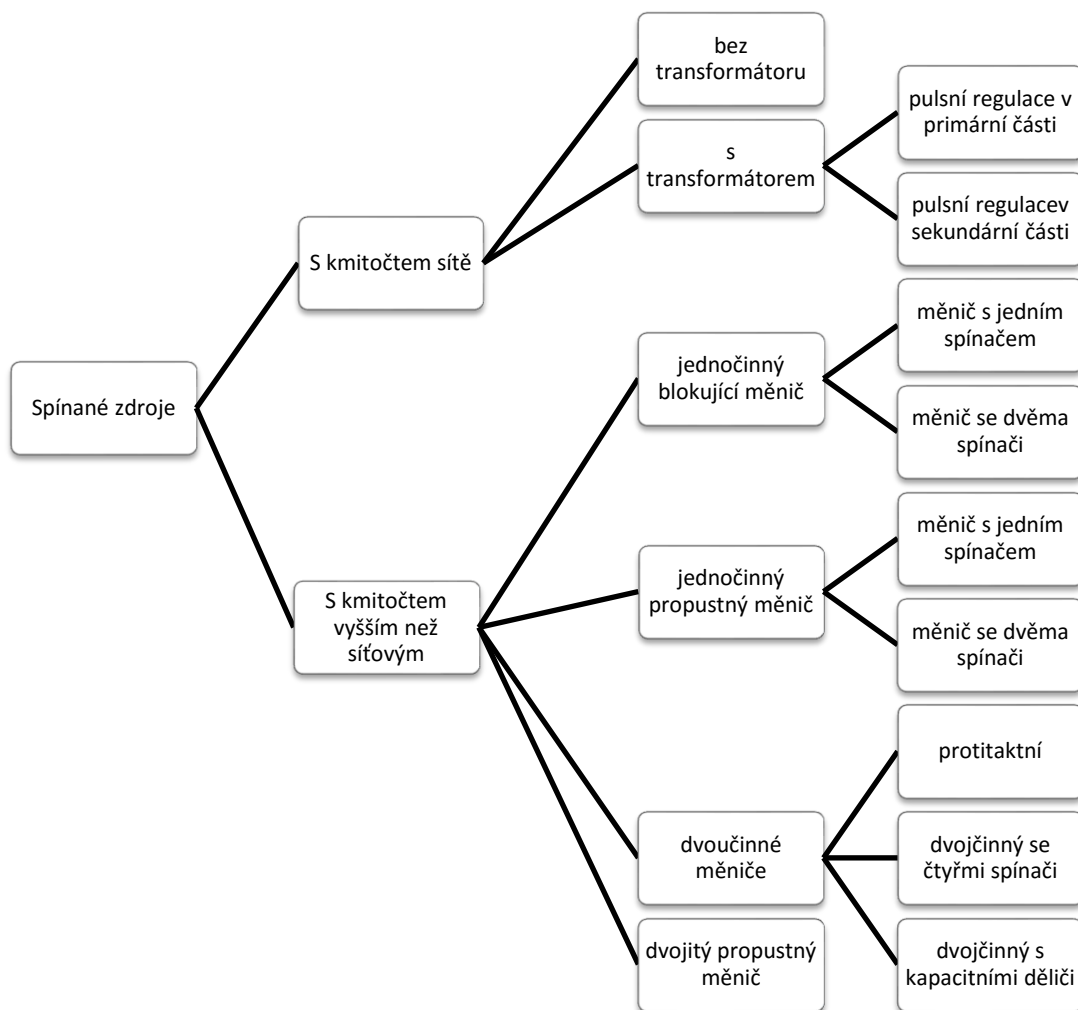 Spínané zdroje
S kmitočtem sítě
bez
transformátoru
s
transformátorem
pulsní regulace v
primární části
pulsní regulacev
sekundární části
S kmitočtem
vyšším než
síťovým
jednočinný
blokující měnič
měnič s jedním
spínačem
měnič se dvěma
spínači
jednočinný
propustný měnič
měnič s jedním
spínačem
měnič se dvěma
spínači
dvoučinné
měniče
protitaktní
dvojčinný se
čtyřmi spínači
dvojčinný s
kapacitními děliči
dvojitý propustný
měnič